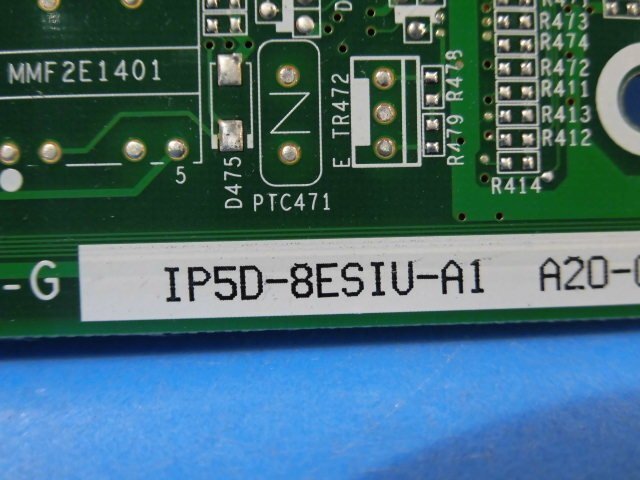 R473
R474
R472
R411
R413
R412
R414
MMF2E1401
5
D475
PTC471
E TR472
R478
R479
-G
IP5D-8ESIU-A1 A20-